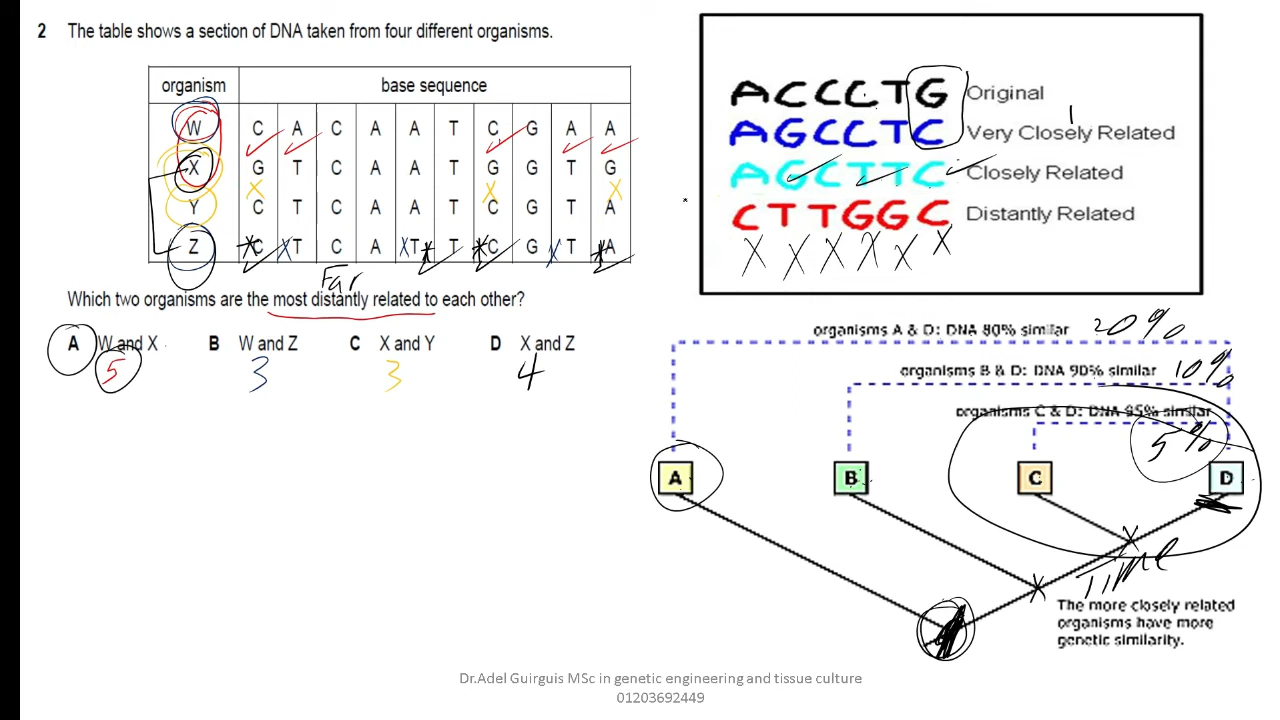 2 The table shows a section of DNA taken from four different organisms.
organism base sequence
W C A C A A T C G A A
X G T C A A T G G T G
Y C T C A A T C G T A
Z C T C A T T C G T A
Far
Which two organisms are the most distantly related to each other?
A W and X B W and Z C X and Y D X and Z
5 3 3 4
ACCCTG Original
1
AGCCTC Very Closely Related
AGCTTC Closely Related
CTTGGC Distantly Related
X X X X X X
organisms A & D: DNA 80% similar 20%
organisms B & D: DNA 90% similar 10%
organisms C & D: DNA 95% similar
5%
A B C D
Time
The more closely related
organisms have more
genetic similarity.
Dr.Adel Guirguis MSc in genetic engineering and tissue culture
01203692449